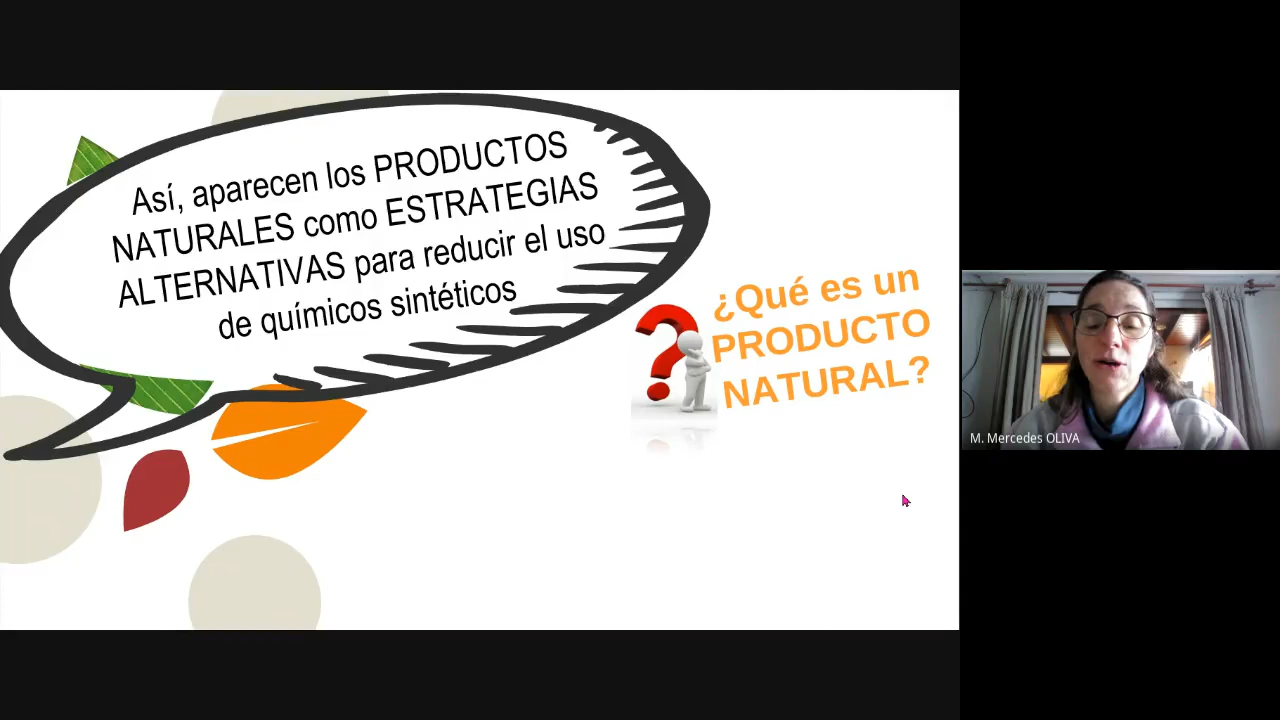 Así, aparecen los PRODUCTOS
NATURALES como ESTRATEGIAS
ALTERNATIVAS para reducir el uso
de químicos sintéticos
¿Qué es un
PRODUCTO
NATURAL?
M. Mercedes OLIVA